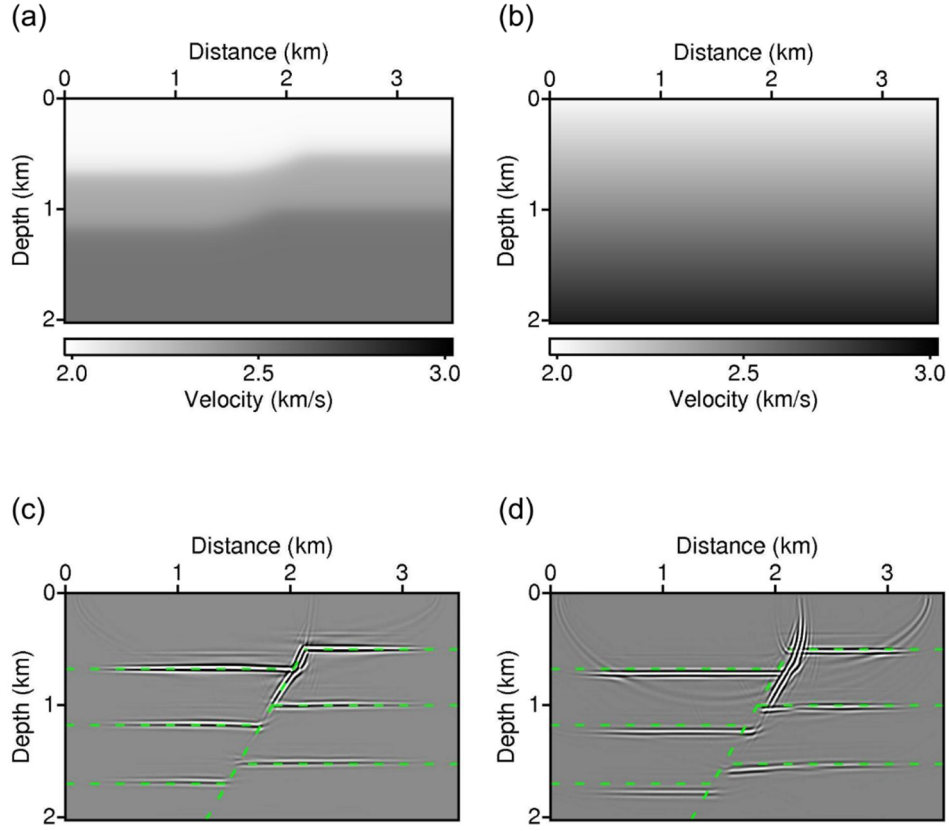 (a)
Distance (km)
0 1 2 3
0
1
2
Depth (km)
2.0 2.5 3.0
Velocity (km/s)
(b)
Distance (km)
0 1 2 3
0
1
2
Depth (km)
2.0 2.5 3.0
Velocity (km/s)
(c)
Distance (km)
0 1 2 3
0
1
2
Depth (km)
(d)
Distance (km)
0 1 2 3
0
1
2
Depth (km)